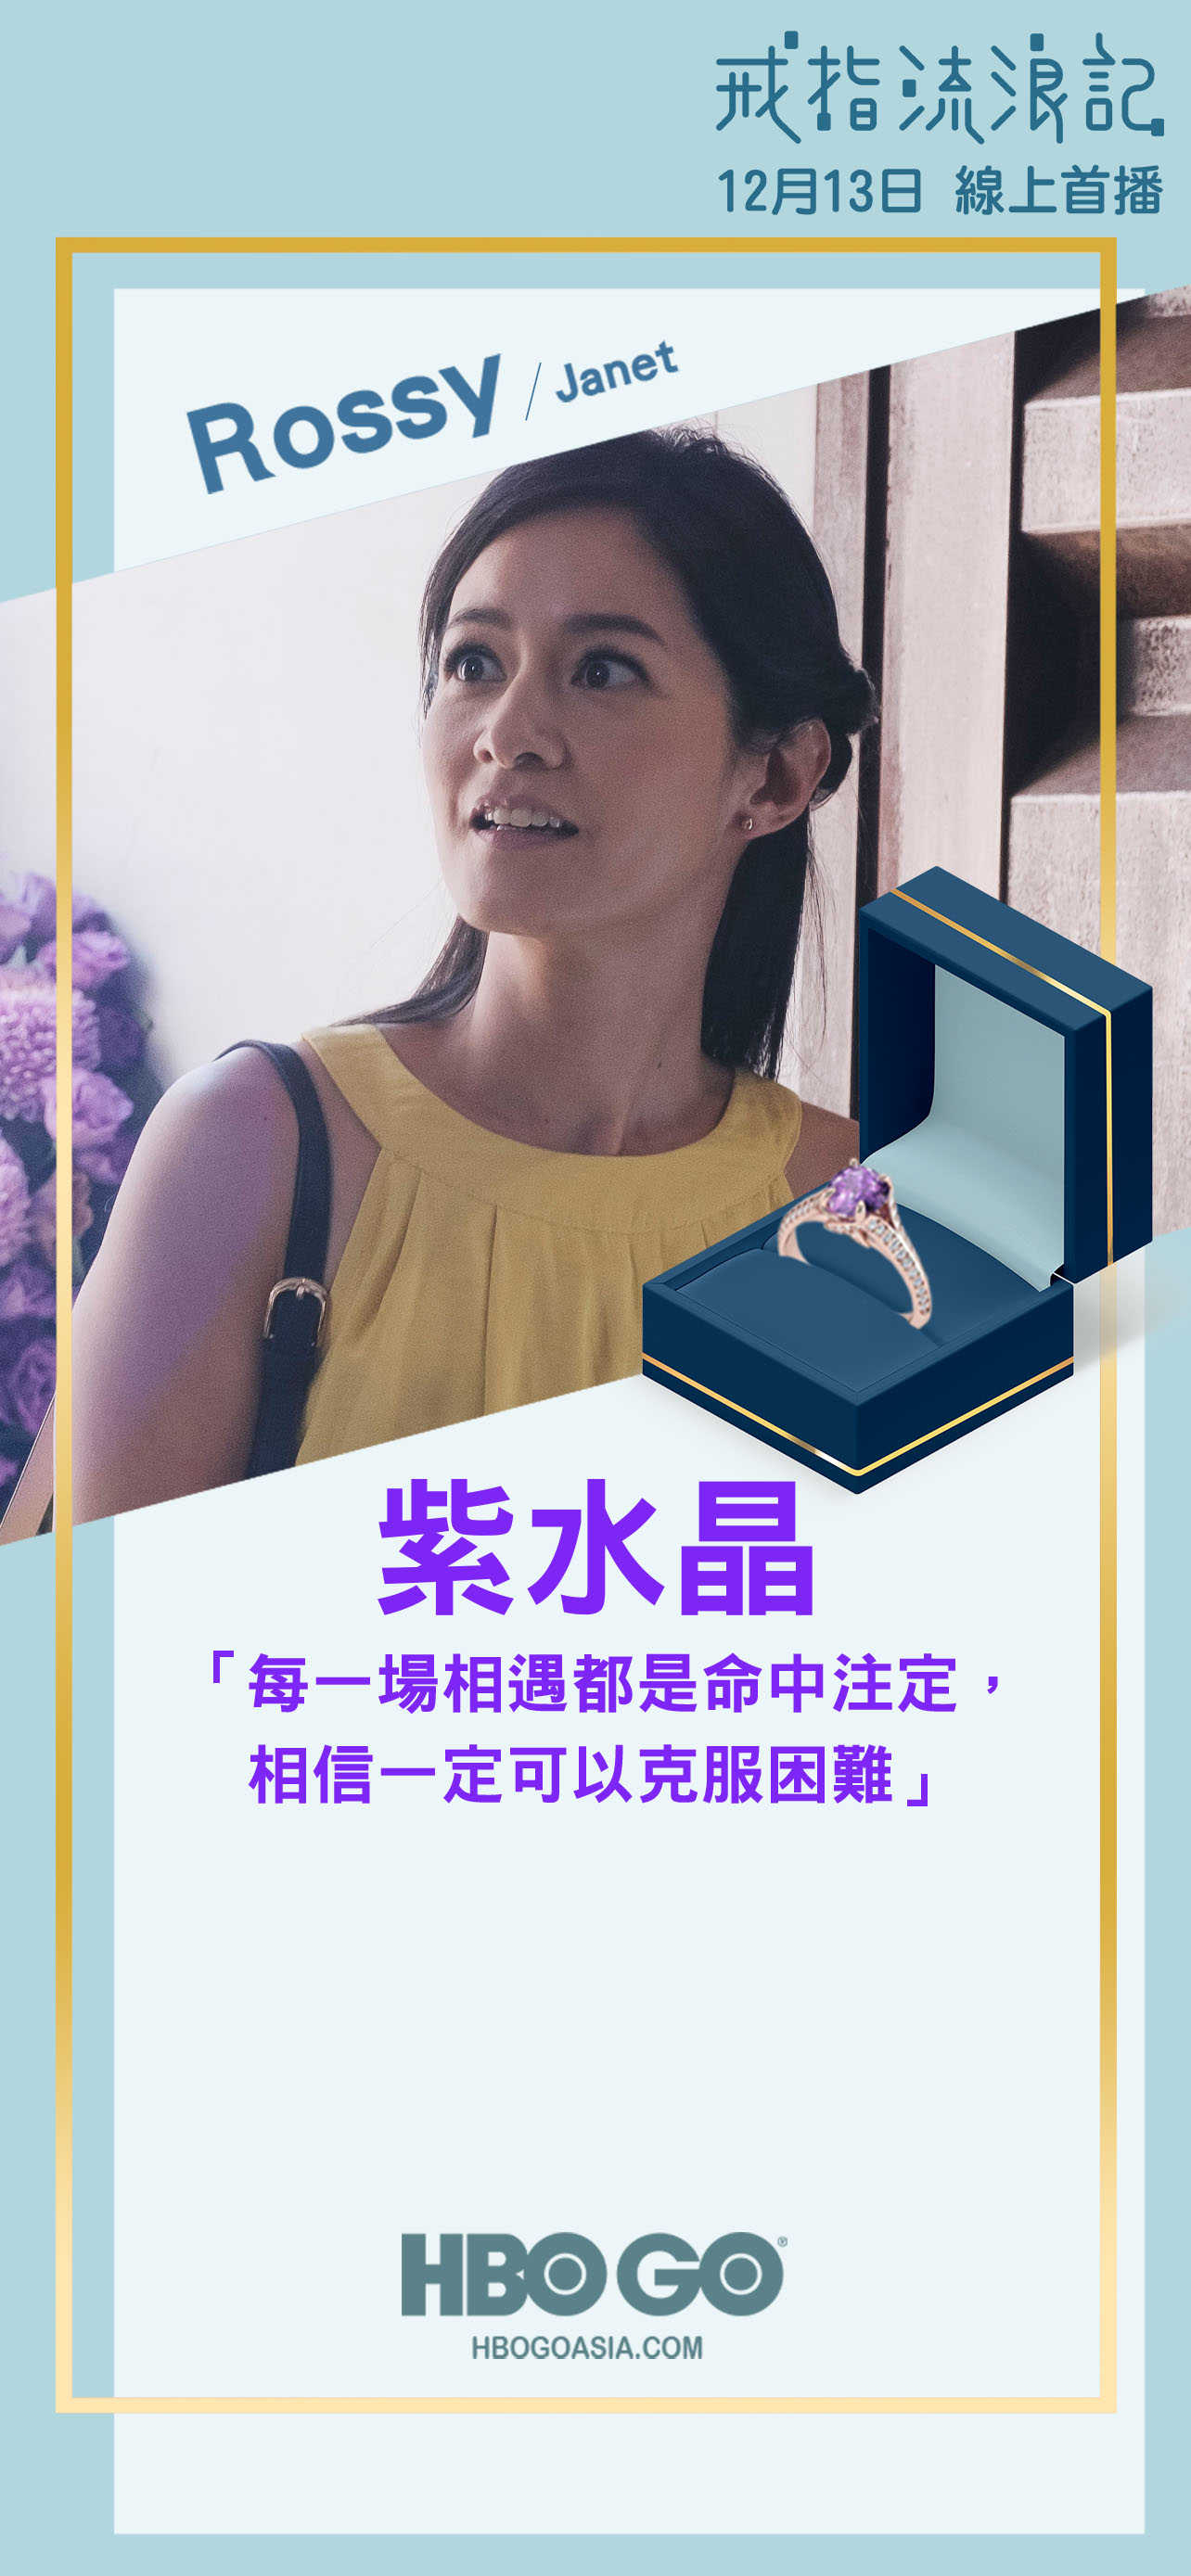 戒指流浪記
12月13日 線上首播
Rossy / Janet
紫水晶
「每一場相遇都是命中注定，
相信一定可以克服困難」
HBO GO®
HBOGOASIA.COM